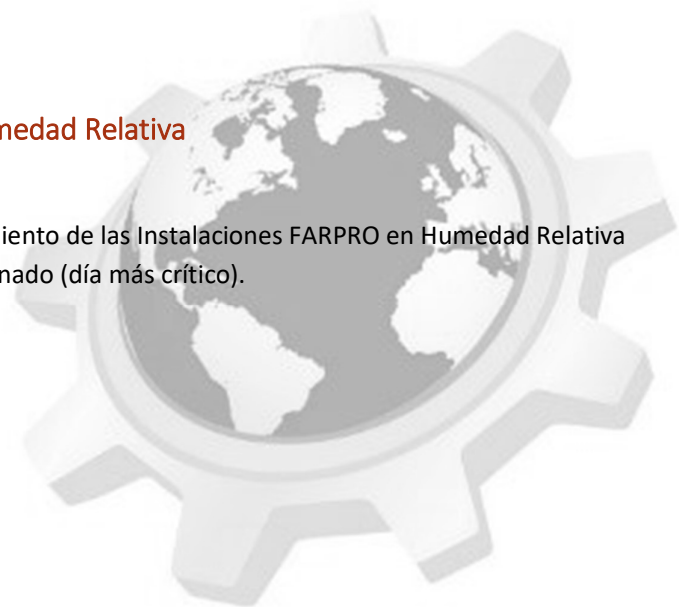 medad Relativa
iento de las Instalaciones FARPRO en Humedad Relativa
nado (día más crítico).